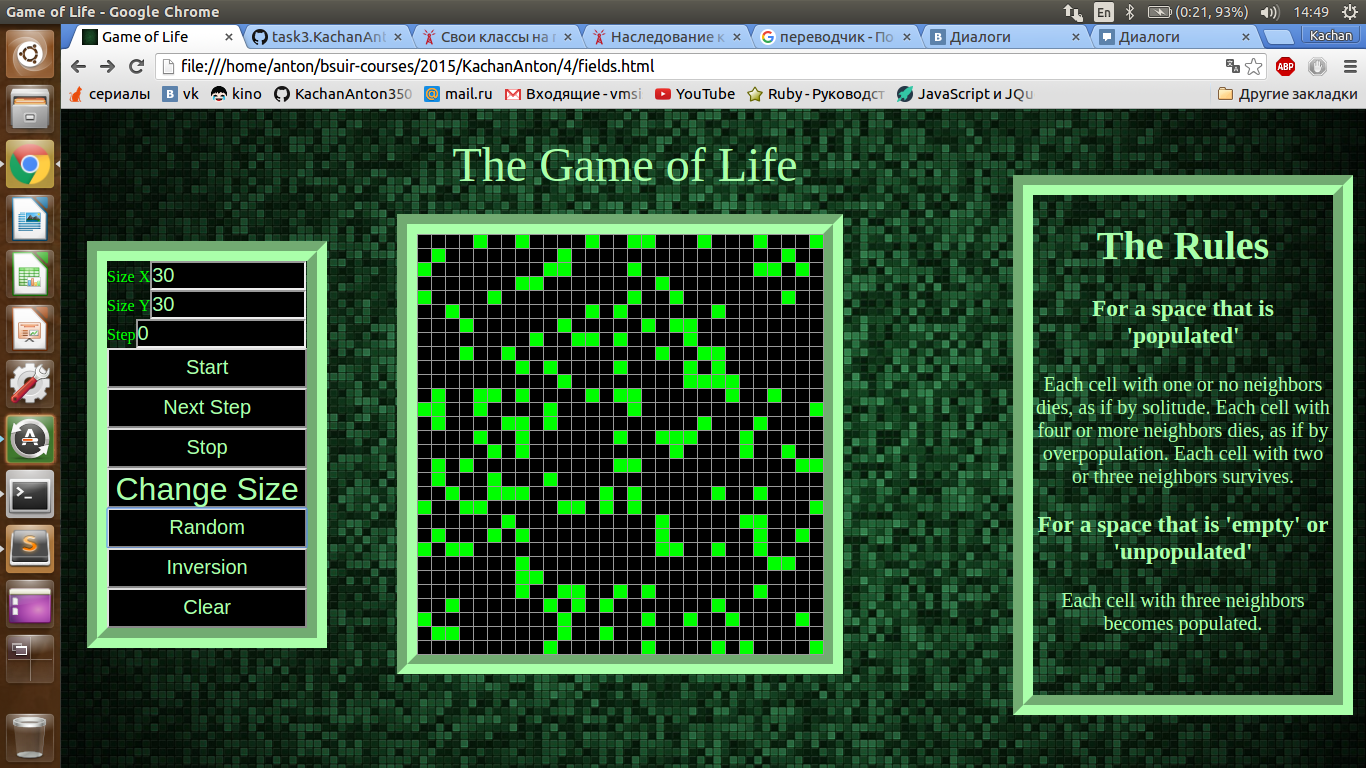 Game of Life - Google Chrome
En
(0:21, 93%)
14:49
Game of Life
task3.KachanAnt
Свои классы на
Наследование к
переводчик - По
Диалоги
Диалоги
Kachan
file:///home/anton/bsuir-courses/2015/KachanAnton/4/fields.html
ABP
сериалы
vk
kino
KachanAnton350
mail.ru
Входящие - vmsi
YouTube
Ruby - Руководст
JavaScript и JQu
Другие закладки
The Game of Life
Size X 30
Size Y 30
Step 0
Start
Next Step
Stop
Change Size
Random
Inversion
Clear
The Rules
For a space that is
'populated'
Each cell with one or no neighbors
dies, as if by solitude. Each cell with
four or more neighbors dies, as if by
overpopulation. Each cell with two
or three neighbors survives.
For a space that is 'empty' or
'unpopulated'
Each cell with three neighbors
becomes populated.